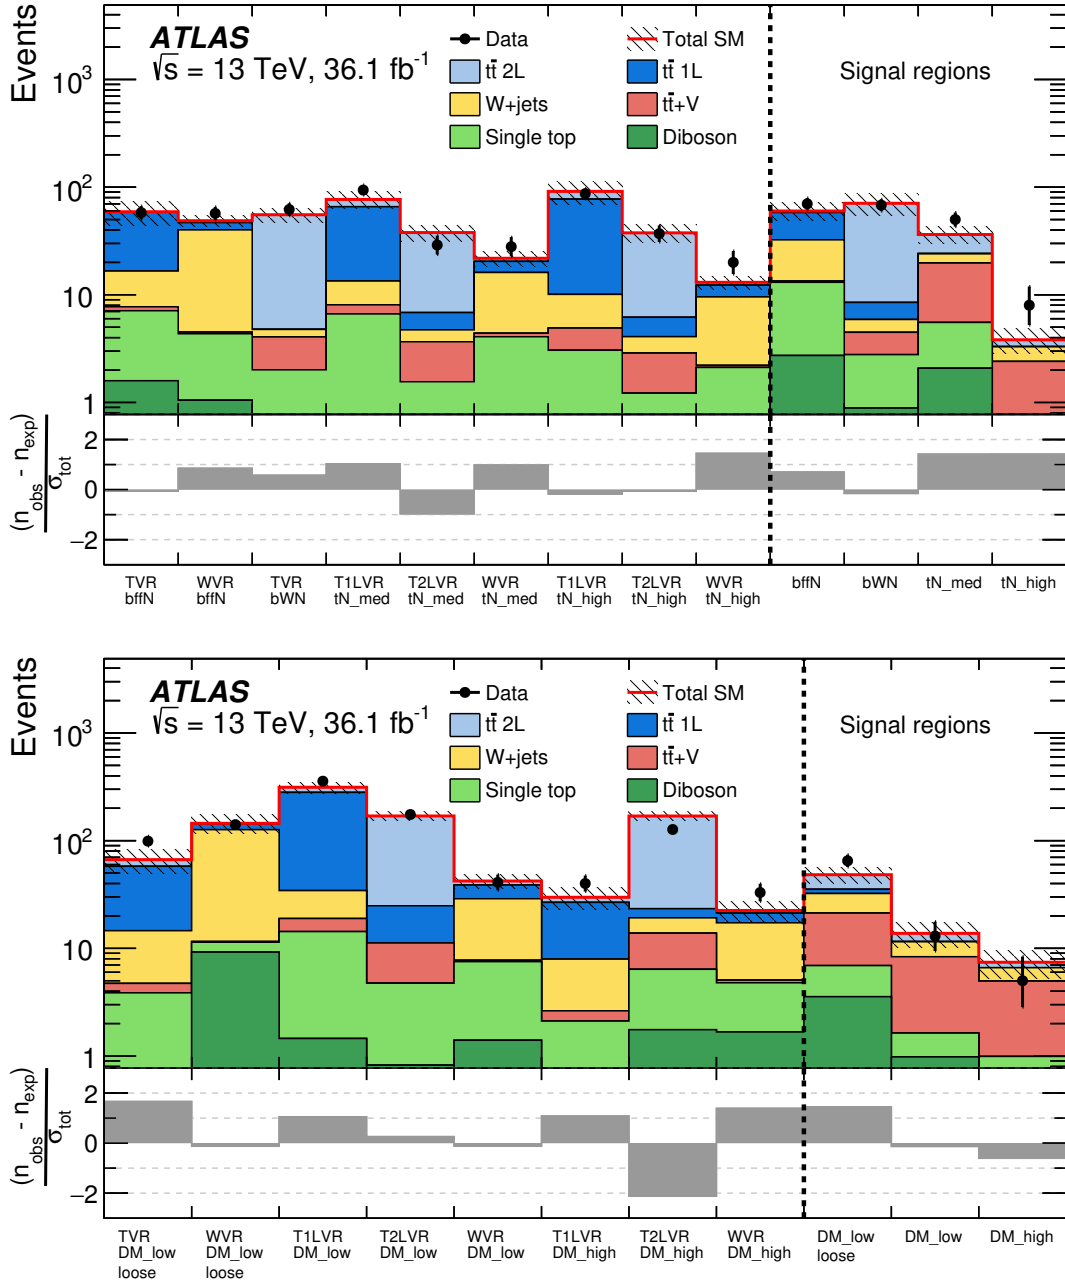 Events
ATLAS
√s = 13 TeV, 36.1 fb⁻¹
Data
Total SM
tt̄ 2L
tt̄ 1L
W+jets
tt̄+V
Single top
Diboson
Signal regions
10³
10²
10
1
(n_obs - n_exp)
σ_tot
2
0
−2
TVR
bffN
WVR
bffN
TVR
bWN
T1LVR
tN_med
T2LVR
tN_med
WVR
tN_med
T1LVR
tN_high
T2LVR
tN_high
WVR
tN_high
bffN
bWN
tN_med
tN_high
Events
ATLAS
√s = 13 TeV, 36.1 fb⁻¹
Data
Total SM
tt̄ 2L
tt̄ 1L
W+jets
tt̄+V
Single top
Diboson
Signal regions
10³
10²
10
1
(n_obs - n_exp)
σ_tot
2
0
−2
TVR
DM_low
loose
WVR
DM_low
loose
T1LVR
DM_low
T2LVR
DM_low
WVR
DM_low
T1LVR
DM_high
T2LVR
DM_high
WVR
DM_high
DM_low
loose
DM_low
DM_high